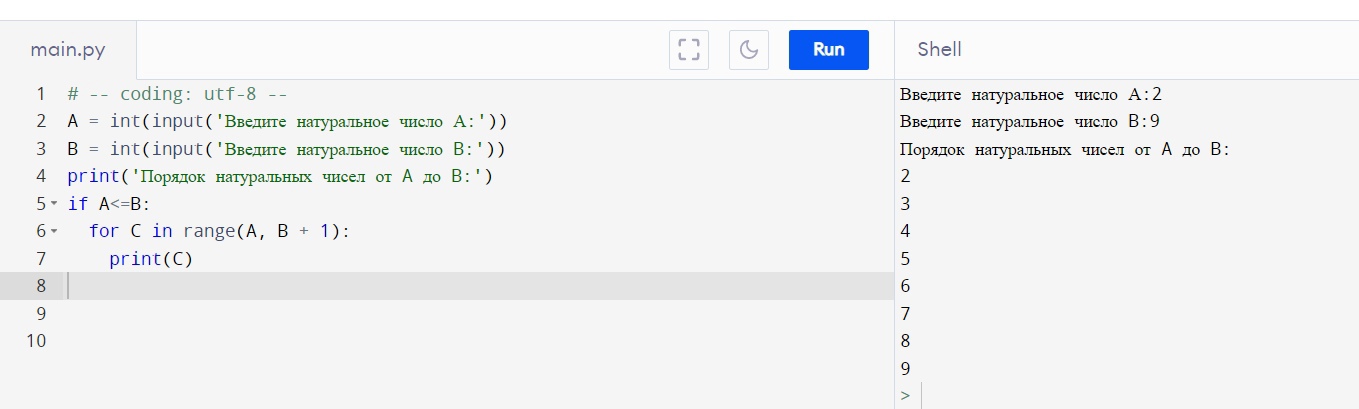 main.py
Run
Shell
1 # -- coding: utf-8 --
2 A = int(input('Введите натуральное число A:'))
3 B = int(input('Введите натуральное число B:'))
4 print('Порядок натуральных чисел от A до B:')
5 if A<=B:
6   for C in range(A, B + 1):
7     print(C)
8
9
10
Введите натуральное число A:2
Введите натуральное число B:9
Порядок натуральных чисел от A до B:
2
3
4
5
6
7
8
9
>